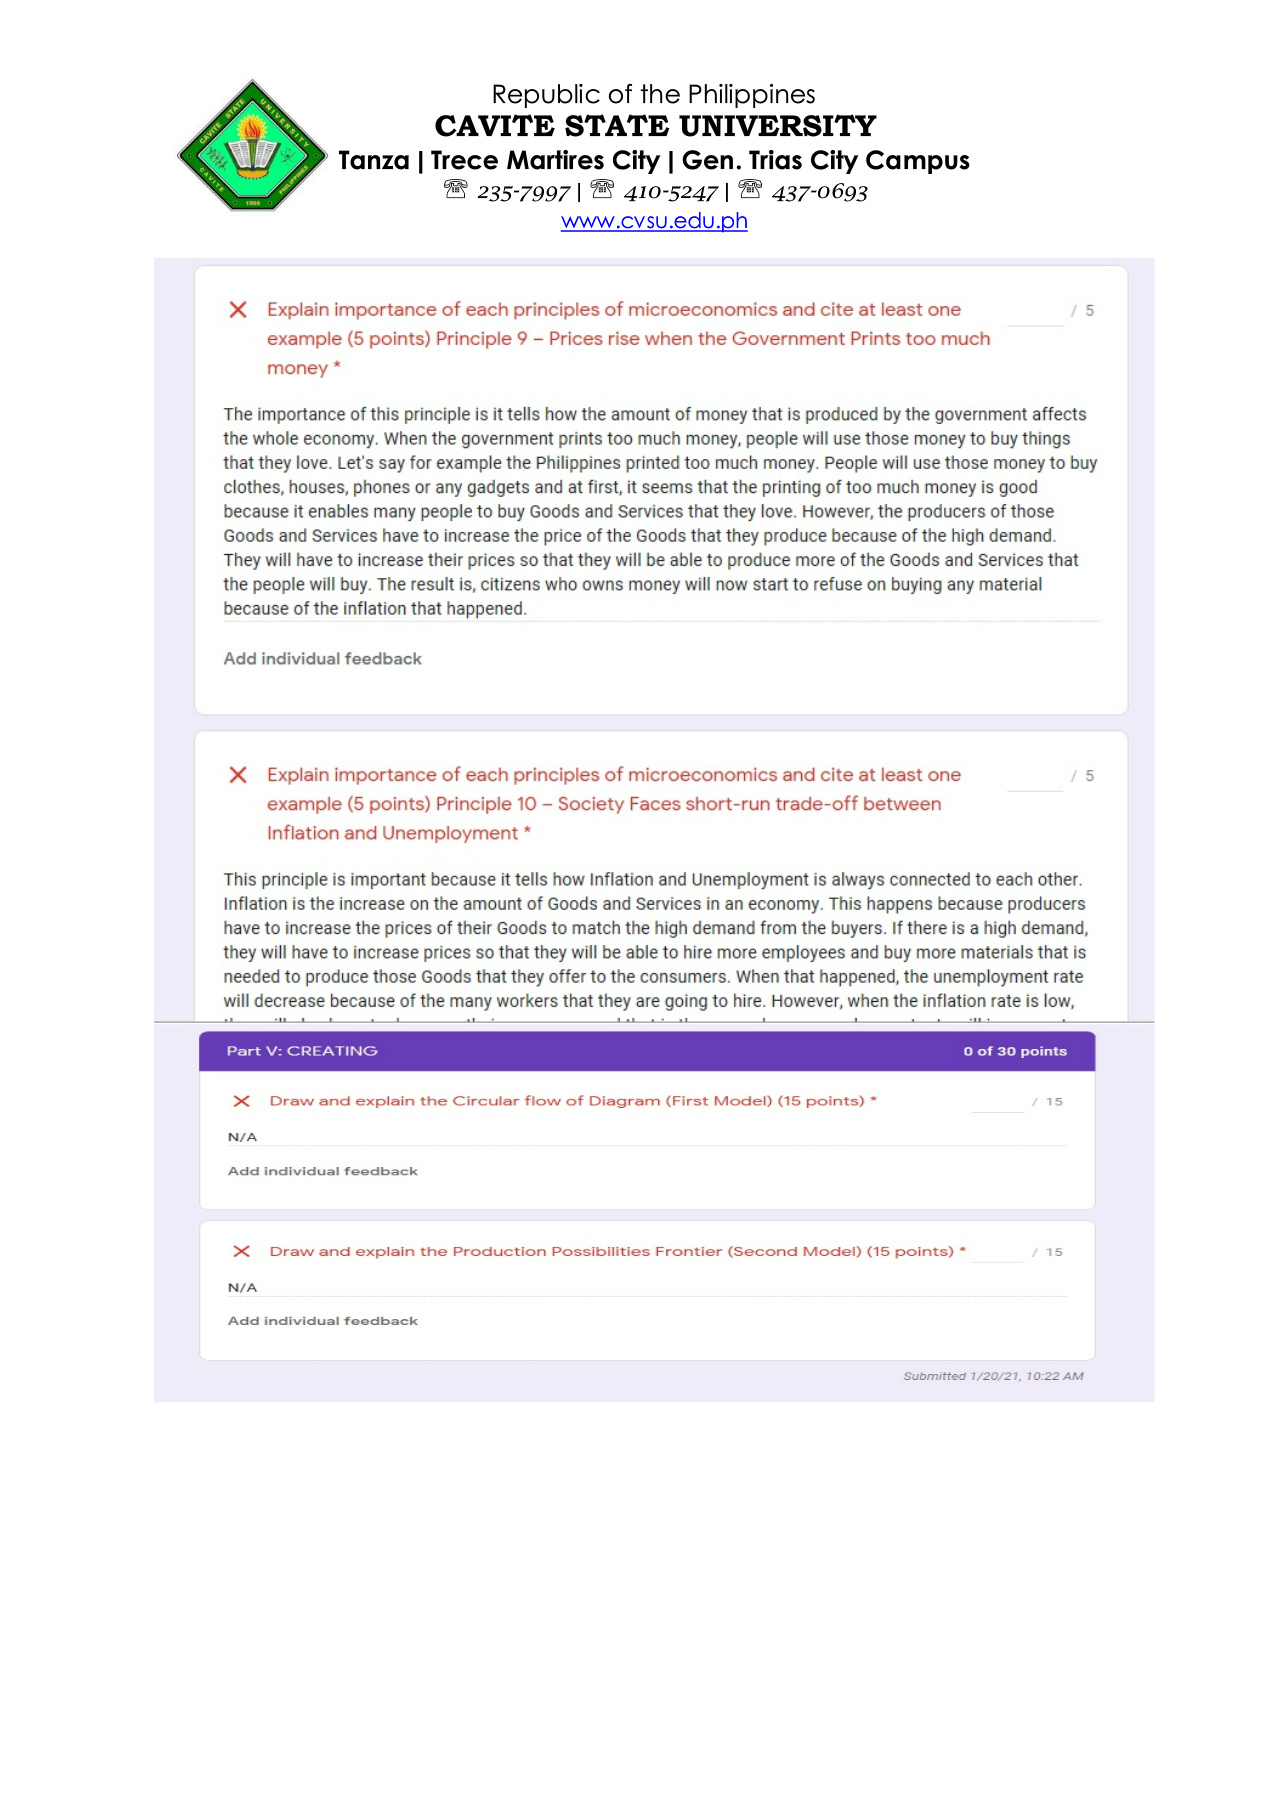 Republic of the Philippines
CAVITE STATE UNIVERSITY
Tanza | Trece Martires City | Gen. Trias City Campus
☏ 235-7997 | ☏ 410-5247 | ☏ 437-0693
www.cvsu.edu.ph
CAVITE STATE UNIVERSITY
CAVITE PHILIPPINES
1906
Explain importance of each principles of microeconomics and cite at least one / 5
example (5 points) Principle 9 – Prices rise when the Government Prints too much
money *
The importance of this principle is it tells how the amount of money that is produced by the government affects
the whole economy. When the government prints too much money, people will use those money to buy things
that they love. Let's say for example the Philippines printed too much money. People will use those money to buy
clothes, houses, phones or any gadgets and at first, it seems that the printing of too much money is good
because it enables many people to buy Goods and Services that they love. However, the producers of those
Goods and Services have to increase the price of the Goods that they produce because of the high demand.
They will have to increase their prices so that they will be able to produce more of the Goods and Services that
the people will buy. The result is, citizens who owns money will now start to refuse on buying any material
because of the inflation that happened.
Add individual feedback
Explain importance of each principles of microeconomics and cite at least one / 5
example (5 points) Principle 10 – Society Faces short-run trade-off between
Inflation and Unemployment *
This principle is important because it tells how Inflation and Unemployment is always connected to each other.
Inflation is the increase on the amount of Goods and Services in an economy. This happens because producers
have to increase the prices of their Goods to match the high demand from the buyers. If there is a high demand,
they will have to increase prices so that they will be able to hire more employees and buy more materials that is
needed to produce those Goods that they offer to the consumers. When that happened, the unemployment rate
will decrease because of the many workers that they are going to hire. However, when the inflation rate is low,
Part V: CREATING 0 of 30 points
Draw and explain the Circular flow of Diagram (First Model) (15 points) * / 15
N/A
Add individual feedback
Draw and explain the Production Possibilities Frontier (Second Model) (15 points) * / 15
N/A
Add individual feedback
Submitted 1/20/21, 10:22 AM